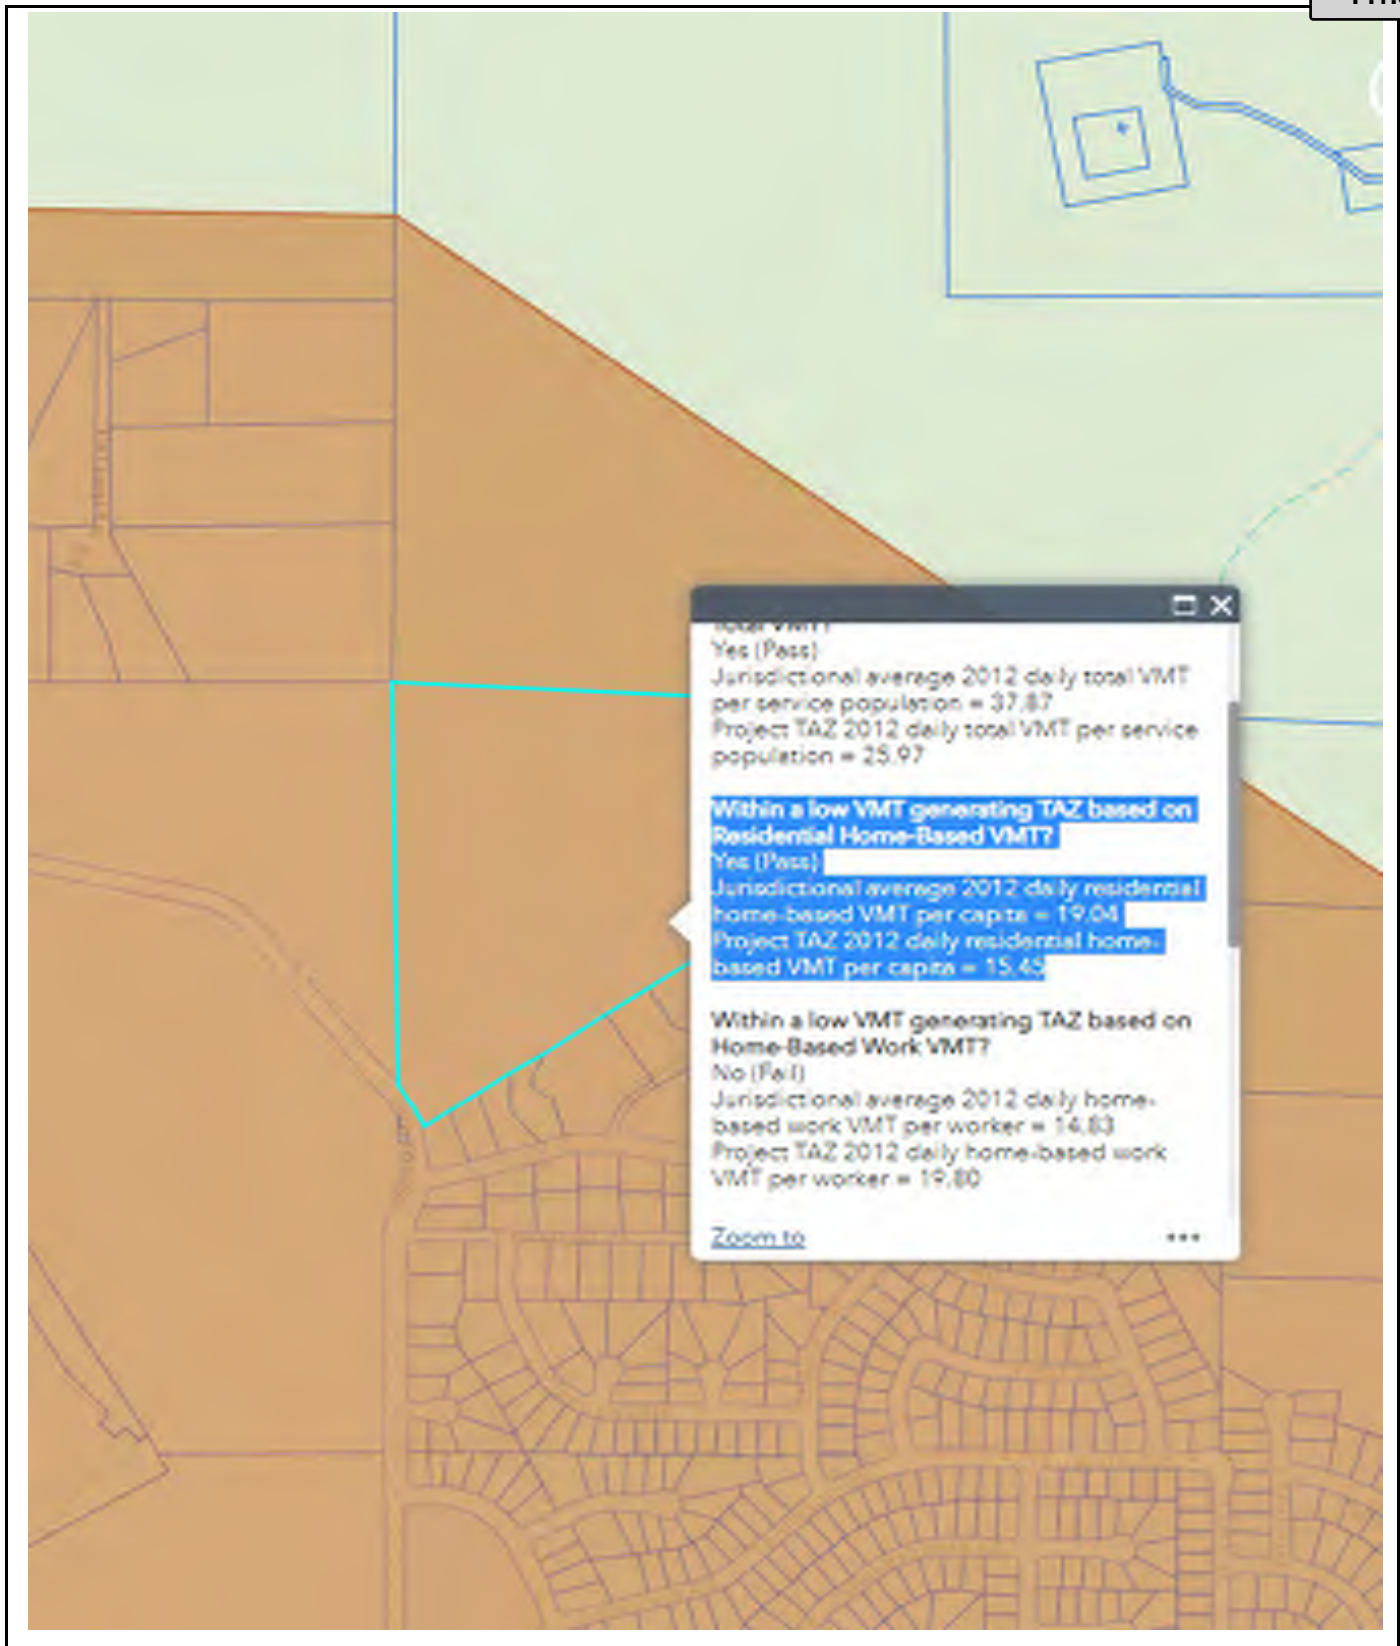 Total VMT?
Yes (Pass)
Jurisdictional average 2012 daily total VMT
per service population = 37.87
Project TAZ 2012 daily total VMT per service
population = 25.97
Within a low VMT generating TAZ based on
Residential Home-Based VMT?
Yes (Pass)
Jurisdictional average 2012 daily residential
home-based VMT per capita = 19.04
Project TAZ 2012 daily residential home-
based VMT per capita = 15.45
Within a low VMT generating TAZ based on
Home-Based Work VMT?
No (Fail)
Jurisdictional average 2012 daily home-
based work VMT per worker = 14.83
Project TAZ 2012 daily home-based work
VMT per worker = 19.80
Zoom to